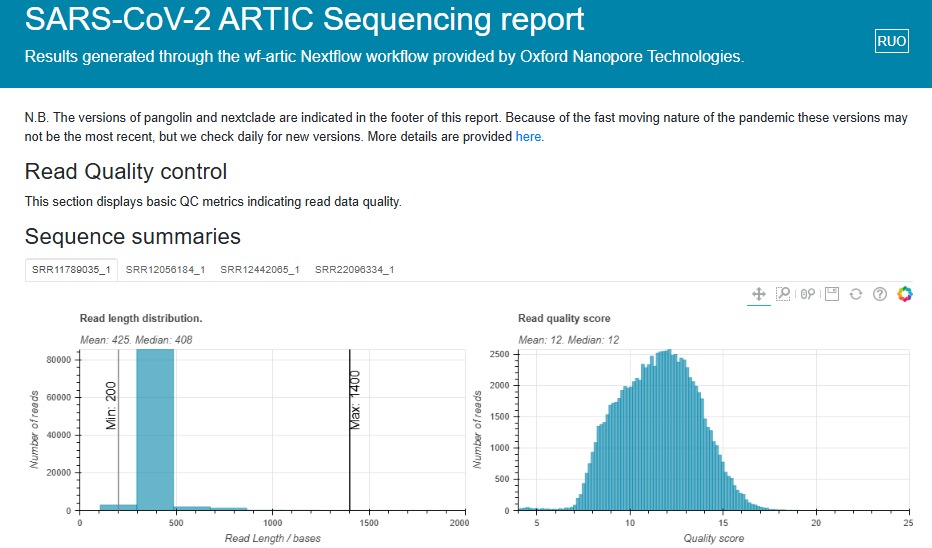 SARS-CoV-2 ARTIC Sequencing report
RUO
Results generated through the wf-artic Nextflow workflow provided by Oxford Nanopore Technologies.
N.B. The versions of pangolin and nextclade are indicated in the footer of this report. Because of the fast moving nature of the pandemic these versions may
not be the most recent, but we check daily for new versions. More details are provided here.
Read Quality control
This section displays basic QC metrics indicating read data quality.
Sequence summaries
SRR11789035_1 SRR12056184_1 SRR12442065_1 SRR22096334_1
Read length distribution.
Mean: 425. Median: 408
Number of reads
80000
60000
40000
20000
0
Min: 200
Max: 1400
0 500 1000 1500 2000
Read Length / bases
Read quality score
Mean: 12. Median: 12
Number of reads
2500
2000
1500
1000
500
0
5 10 15 20 25
Quality score